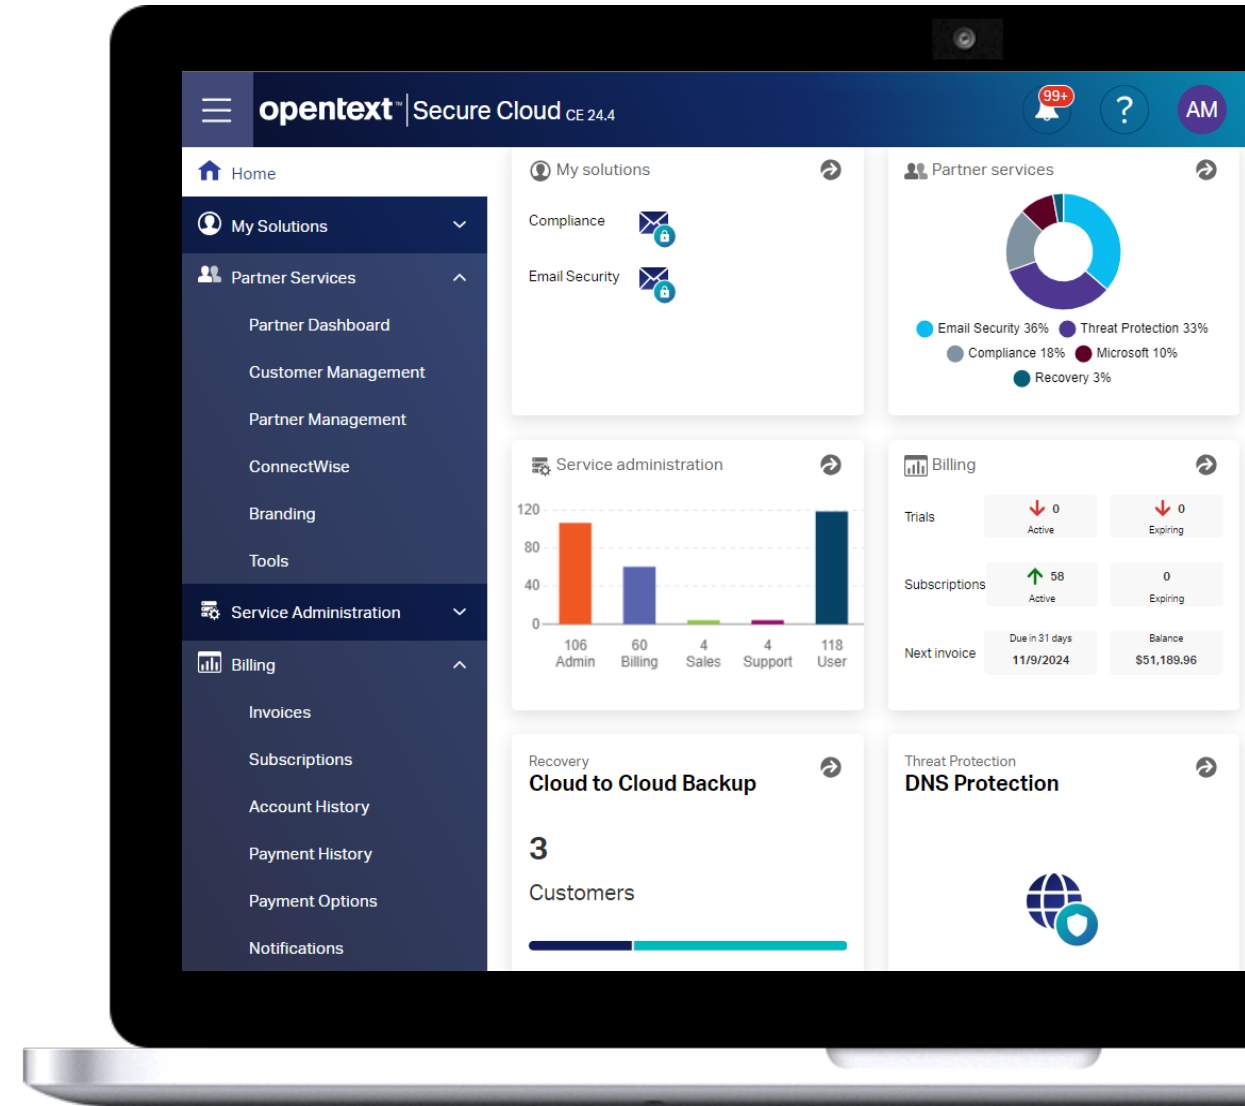 opentext™ | Secure Cloud CE 24.4
99+
?
AM
Home
My Solutions
Partner Services
Partner Dashboard
Customer Management
Partner Management
ConnectWise
Branding
Tools
Service Administration
Billing
Invoices
Subscriptions
Account History
Payment History
Payment Options
Notifications
My solutions
Compliance
Email Security
Partner services
Email Security 36% Threat Protection 33%
Compliance 18% Microsoft 10%
Recovery 3%
Service administration
120
80
40
0
106 60 4 4 118
Admin Billing Sales Support User
Billing
Trials 0 0
Active Expiring
Subscriptions 58 0
Active Expiring
Due in 31 days Balance
Next invoice 11/9/2024 $51,189.96
Recovery
Cloud to Cloud Backup
3
Customers
Threat Protection
DNS Protection